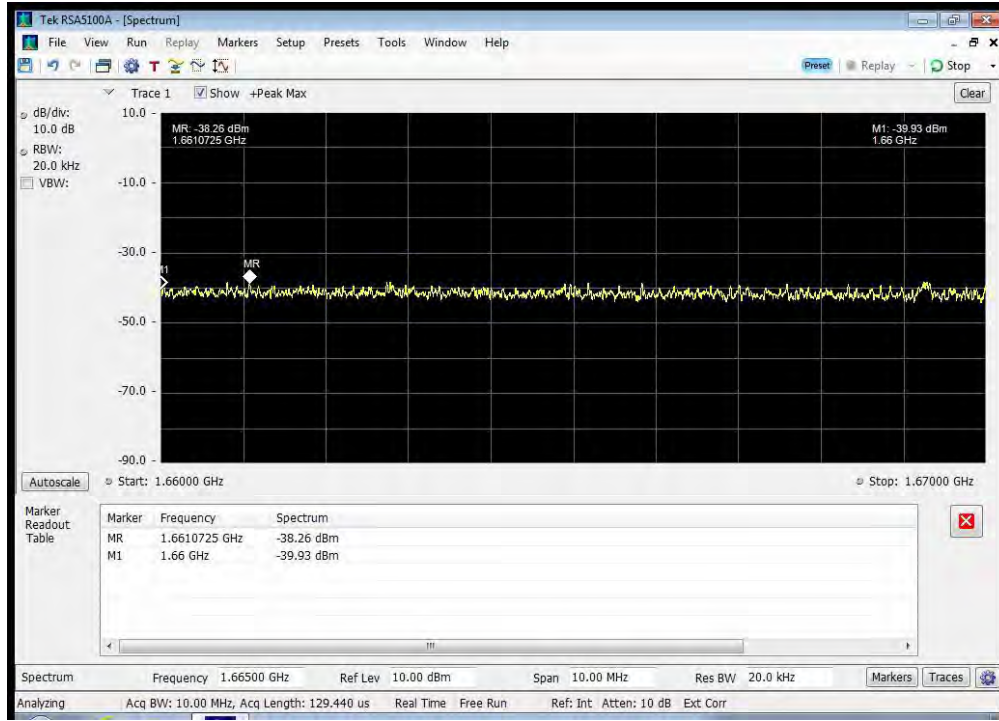 Tek RSA5100A - [Spectrum]
File View Run Replay Markers Setup Presets Tools Window Help
Preset Replay Stop
Trace 1 Show +Peak Max Clear
dB/div:
10.0 dB
RBW:
20.0 kHz
VBW:
10.0
-10.0
-30.0
-50.0
-70.0
-90.0
MR: -38.26 dBm
1.6610725 GHz
M1: -39.93 dBm
1.66 GHz
MR
Autoscale Start: 1.66000 GHz Stop: 1.67000 GHz
Marker
Readout
Table
Marker Frequency Spectrum
MR 1.6610725 GHz -38.26 dBm
M1 1.66 GHz -39.93 dBm
Spectrum Frequency 1.66500 GHz Ref Lev 10.00 dBm Span 10.00 MHz Res BW 20.0 kHz Markers Traces
Analyzing Acq BW: 10.00 MHz, Acq Length: 129.440 us Real Time Free Run Ref: Int Atten: 10 dB Ext Corr